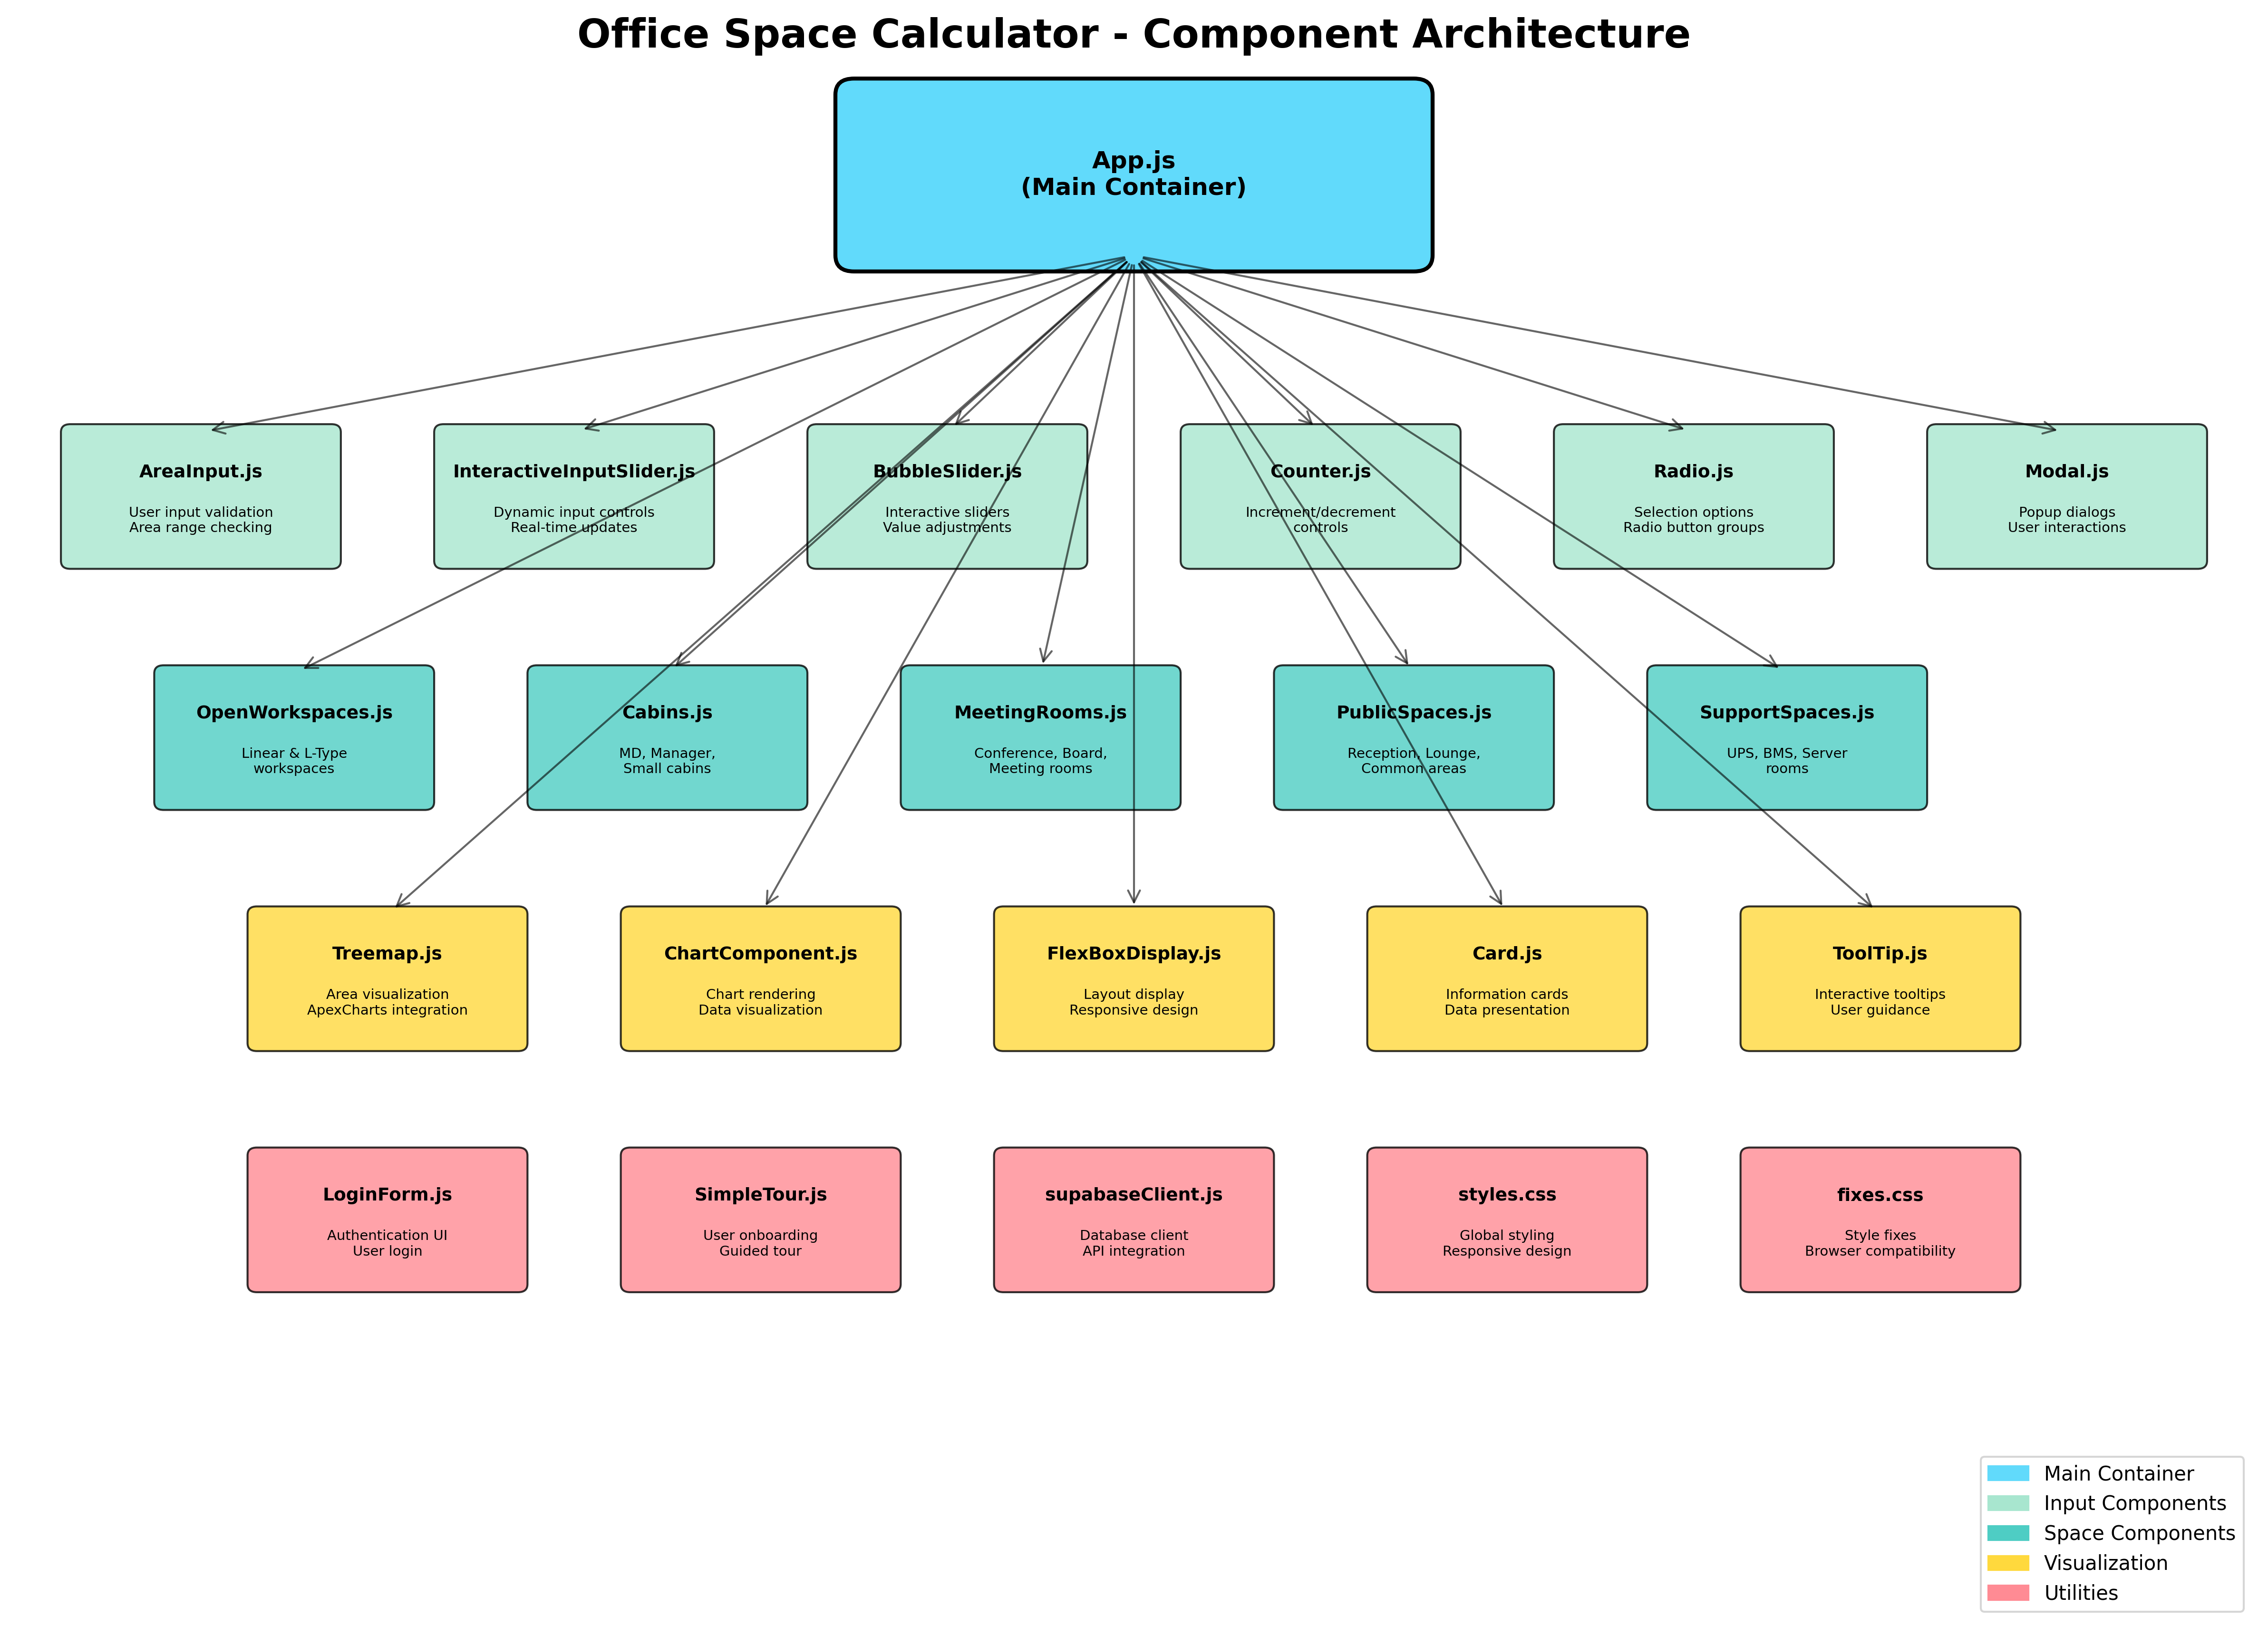 Office Space Calculator - Component Architecture
App.js
(Main Container)
AreaInput.js
User input validation
Area range checking
InteractiveInputSlider.js
Dynamic input controls
Real-time updates
BubbleSlider.js
Interactive sliders
Value adjustments
Counter.js
Increment/decrement
controls
Radio.js
Selection options
Radio button groups
Modal.js
Popup dialogs
User interactions
OpenWorkspaces.js
Linear & L-Type
workspaces
Cabins.js
MD, Manager,
Small cabins
MeetingRooms.js
Conference, Board,
Meeting rooms
PublicSpaces.js
Reception, Lounge,
Common areas
SupportSpaces.js
UPS, BMS, Server
rooms
Treemap.js
Area visualization
ApexCharts integration
ChartComponent.js
Chart rendering
Data visualization
FlexBoxDisplay.js
Layout display
Responsive design
Card.js
Information cards
Data presentation
ToolTip.js
Interactive tooltips
User guidance
LoginForm.js
Authentication UI
User login
SimpleTour.js
User onboarding
Guided tour
supabaseClient.js
Database client
API integration
styles.css
Global styling
Responsive design
fixes.css
Style fixes
Browser compatibility
Main Container
Input Components
Space Components
Visualization
Utilities